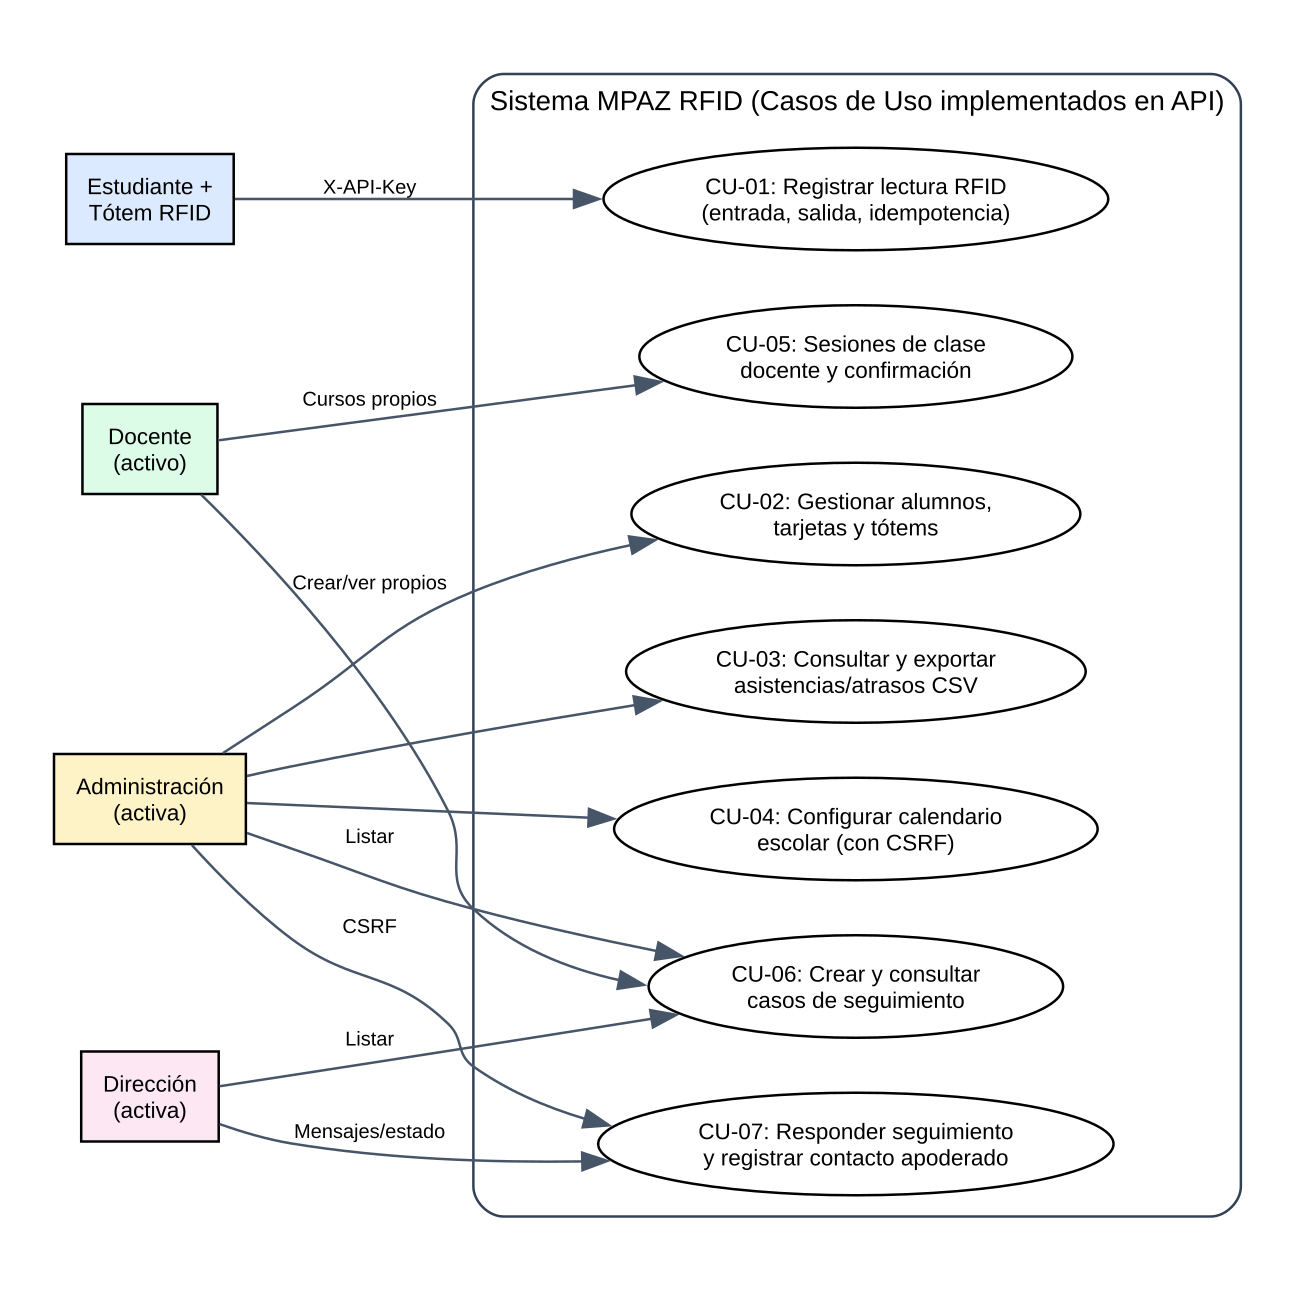 Sistema MPAZ RFID (Casos de Uso implementados en API)
Estudiante +
Tótem RFID
X-API-Key
CU-01: Registrar lectura RFID
(entrada, salida, idempotencia)
CU-05: Sesiones de clase
docente y confirmación
Cursos propios
Docente
(activo)
CU-02: Gestionar alumnos,
tarjetas y tótems
Crear/ver propios
CU-03: Consultar y exportar
asistencias/atrasos CSV
Administración
(activa)
CU-04: Configurar calendario
escolar (con CSRF)
Listar
CSRF
CU-06: Crear y consultar
casos de seguimiento
Listar
Dirección
(activa)
Mensajes/estado
CU-07: Responder seguimiento
y registrar contacto apoderado